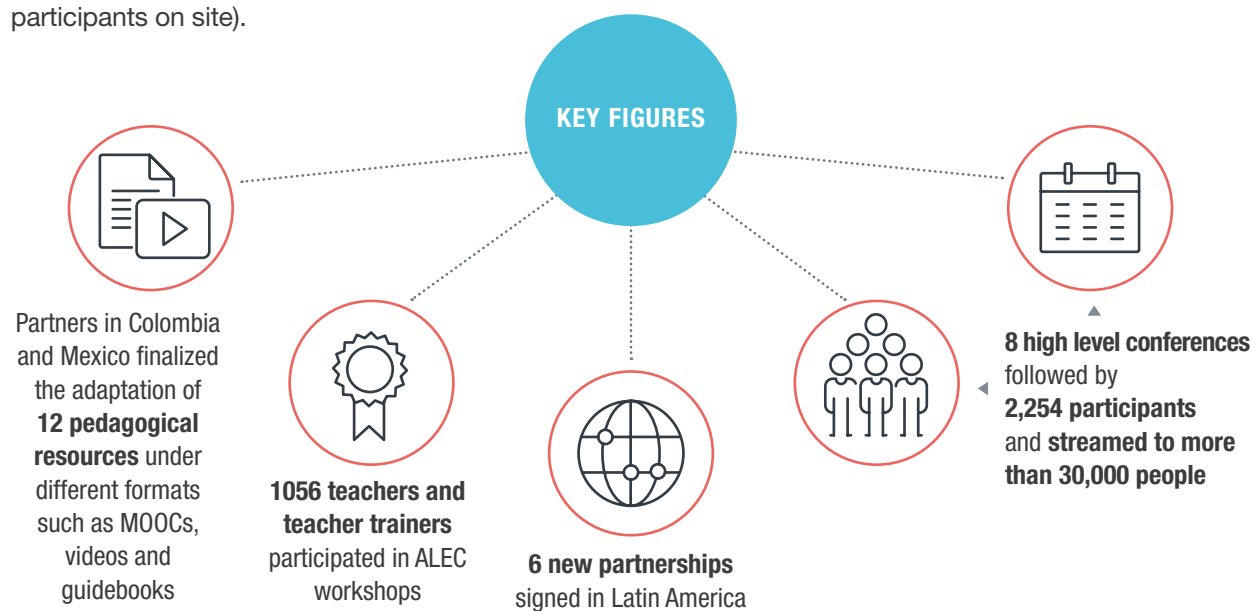 participants on site).
KEY FIGURES
Partners in Colombia
and Mexico finalized
the adaptation of
12 pedagogical
resources under
different formats
such as MOOCs,
videos and
guidebooks
1056 teachers and
teacher trainers
participated in ALEC
workshops
6 new partnerships
signed in Latin America
8 high level conferences
followed by
2,254 participants
and streamed to more
than 30,000 people